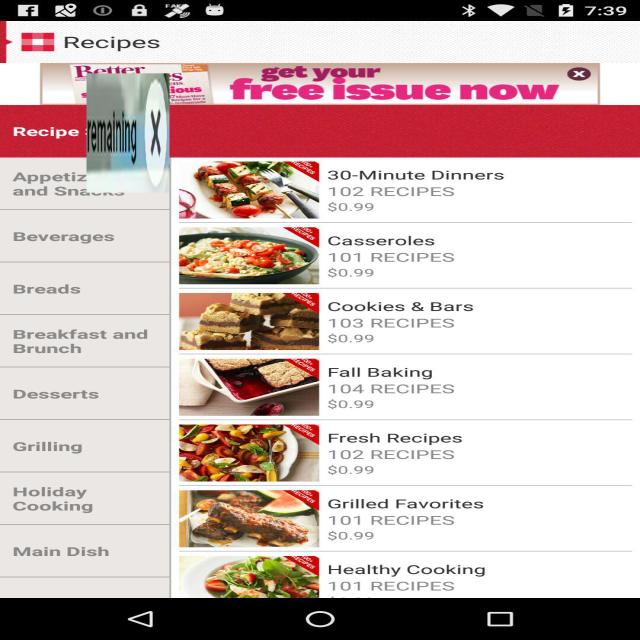 7:39
Recipes
Better
get your
free issue now
Recipe
remaining
X
Appetiz
and Snacks
Beverages
Breads
Breakfast and
Brunch
Desserts
Grilling
Holiday
Cooking
Main Dish
30-Minute Dinners
102 RECIPES
$0.99
Casseroles
101 RECIPES
$0.99
Cookies & Bars
103 RECIPES
$0.99
Fall Baking
104 RECIPES
$0.99
Fresh Recipes
102 RECIPES
$0.99
Grilled Favorites
101 RECIPES
$0.99
Healthy Cooking
101 RECIPES